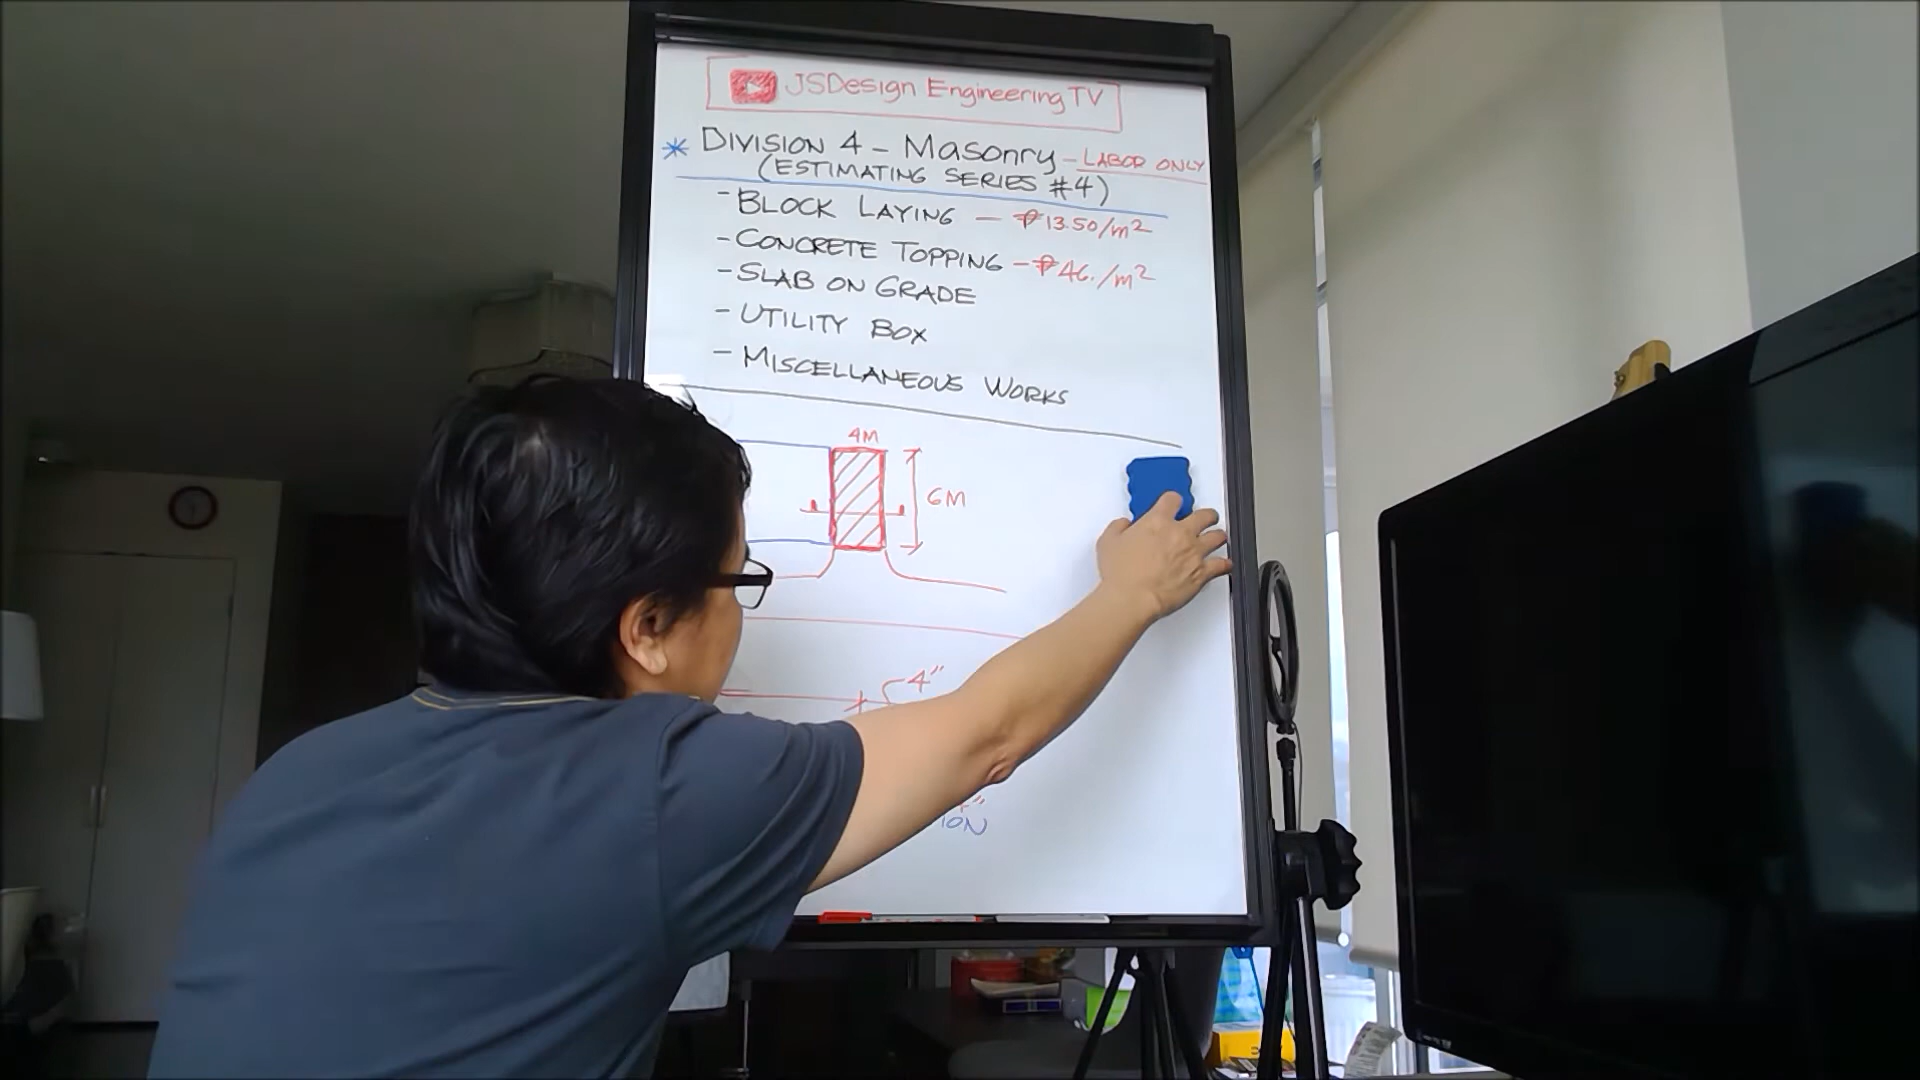 JSDesign Engineering TV
* DIVISION 4 - MASONRY - LABOR ONLY
(ESTIMATING SERIES #4)
- BLOCK LAYING - ₱13.50/m²
- CONCRETE TOPPING - ₱46./m²
- SLAB ON GRADE
- UTILITY BOX
- MISCELLANEOUS WORKS
4M
6M
4"